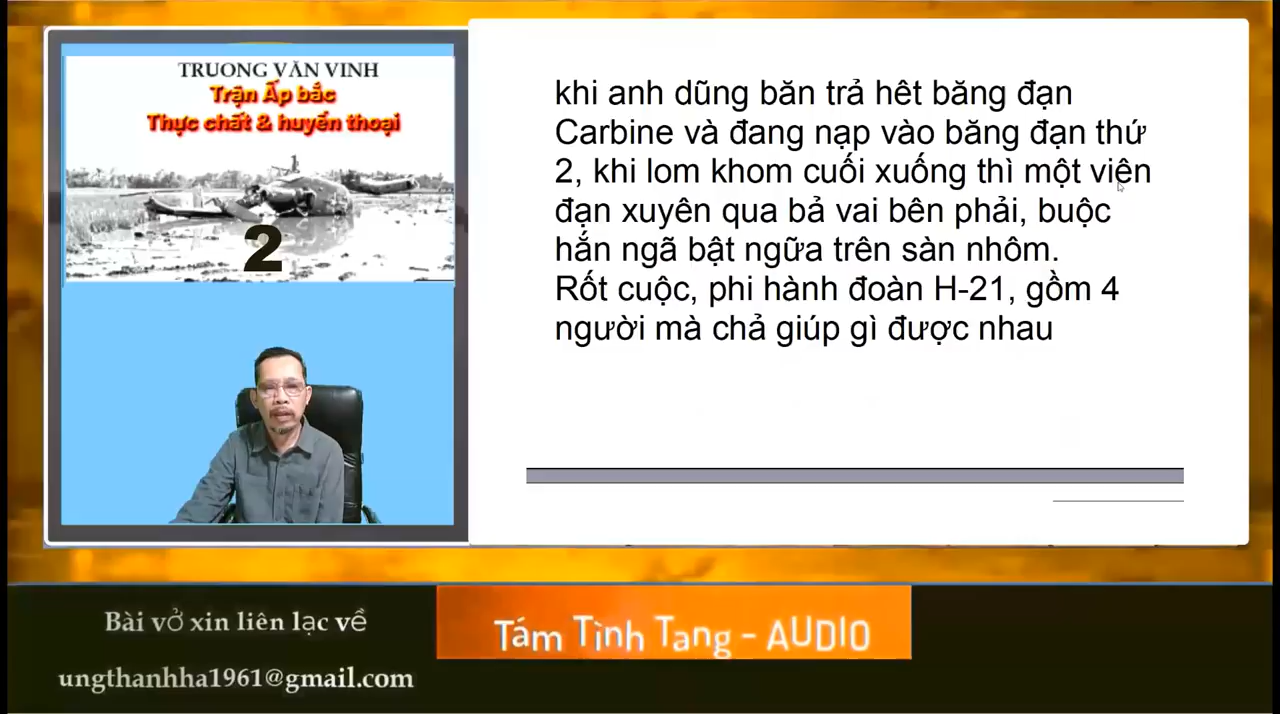 TRUONG VĂN VINH
Trận Ấp bắc
Thực chất & huyền thoại
2
khi anh dũng băn trả hêt băng đạn
Carbine và đang nạp vào băng đạn thứ
2, khi lom khom cuối xuống thì một viện
đạn xuyên qua bả vai bên phải, buộc
hắn ngã bật ngữa trên sàn nhôm.
Rốt cuộc, phi hành đoàn H-21, gồm 4
người mà chả giúp gì được nhau
Bài vở xin liên lạc về
ungthanhha1961@gmail.com
Tám Tình Tang - AUDIO